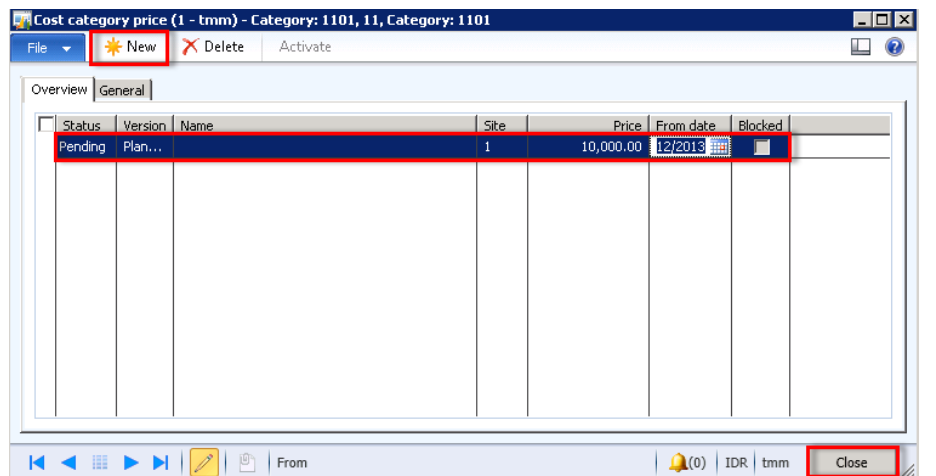 Cost category price (1 - tmm) - Category: 1101, 11, Category: 1101
File New Delete Activate
Overview General
Status Version Name Site Price From date Blocked
Pending Plan... 1 10,000.00 12/2013
From (0) IDR tmm Close